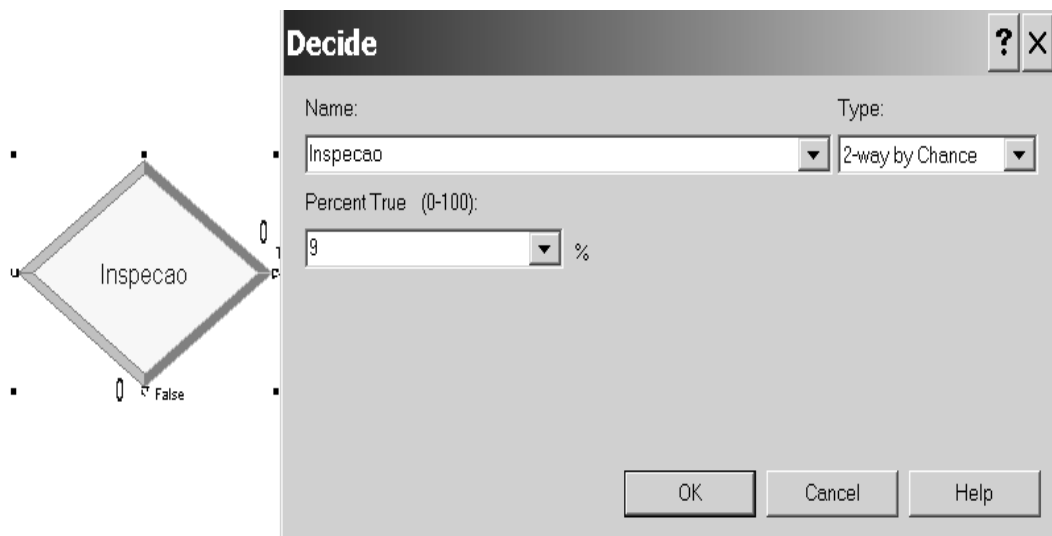 Decide
? X
Name:
Type:
Inspecao
2-way by Chance
Percent True (0-100):
9
%
OK
Cancel
Help
0
Inspecao
0
False